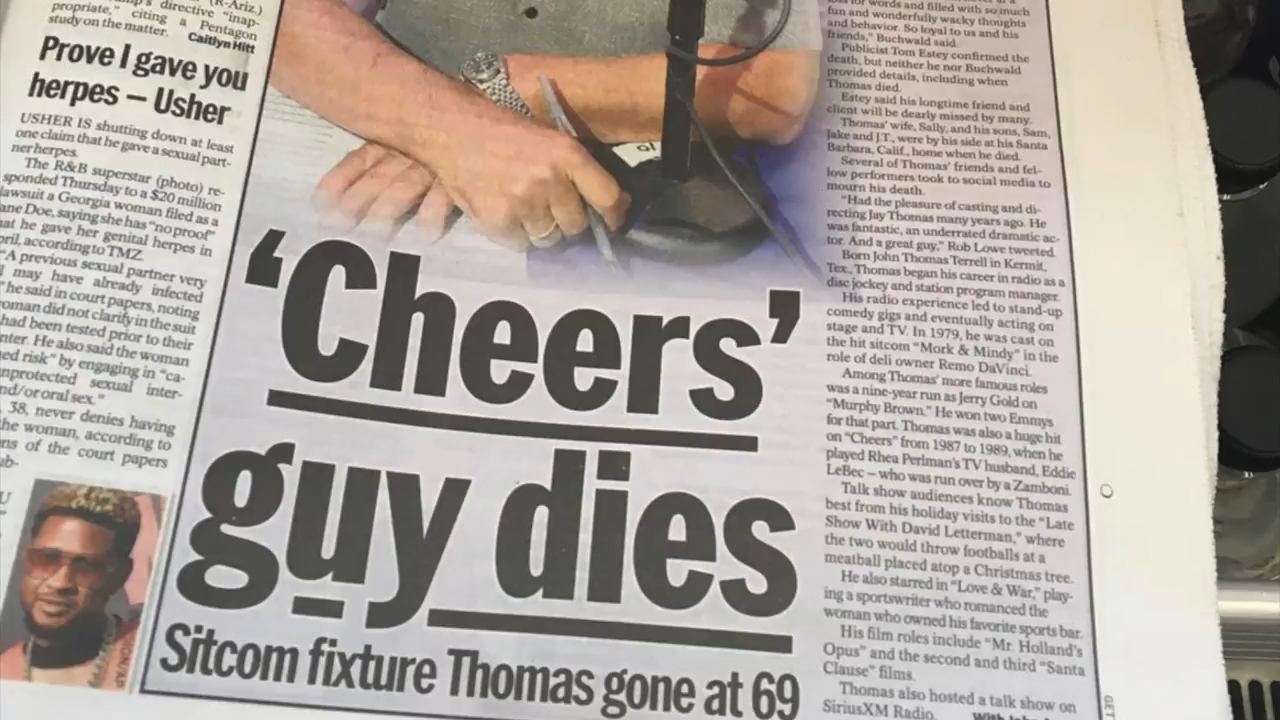 (R-Ariz.)
directive "inap-
propriate," citing a Pentagon
study on the matter. Caitlyn Hitt
Prove I gave you
herpes – Usher
USHER IS shutting down at least
one claim that he gave a sexual part-
ner herpes.
The R&B superstar (photo) re-
sponded Thursday to a $20 million
lawsuit a Georgia woman filed as a
ane Doe, saying she has "no proof"
at he gave her genital herpes in
pril, according to TMZ.
"A previous sexual partner very
may have already infected
he said in court papers, noting
woman did not clarify in the suit
had been tested prior to their
nter. He also said the woman
ed risk" by engaging in "ca-
nprotected sexual inter-
nd/or oral sex."
38, never denies having
he woman, according to
ns of the court papers
ub-
'Cheers'
guy dies
Sitcom fixture Thomas gone at 69
for words and filled with so much
fun and wonderfully wacky thoughts
and behavior. So loyal to us and his
friends," Buchwald said.
Publicist Tom Estey confirmed the
death, but neither he nor Buchwald
provided details, including when
Thomas died.
Estey said his longtime friend and
client will be dearly missed by many.
Thomas' wife, Sally, and his sons, Sam,
Jake and J.T., were by his side at his Santa
Barbara, Calif., home when he died.
Several of Thomas' friends and fel-
low performers took to social media to
mourn his death.
"Had the pleasure of casting and di-
recting Jay Thomas many years ago. He
was fantastic, an underrated dramatic ac-
tor. And a great guy," Rob Lowe tweeted.
Born John Thomas Terrell in Kermit,
Tex., Thomas began his career in radio as a
disc jockey and station program manager.
His radio experience led to stand-up
comedy gigs and eventually acting on
stage and TV. In 1979, he was cast on
the hit sitcom "Mork & Mindy" in the
role of deli owner Remo DaVinci.
Among Thomas' more famous roles
was a nine-year run as Jerry Gold on
"Murphy Brown." He won two Emmys
for that part. Thomas was also a huge hit
on "Cheers" from 1987 to 1989, when he
played Rhea Perlman's TV husband, Eddie
LeBec – who was run over by a Zamboni.
Talk show audiences know Thomas
best from his holiday visits to the "Late
Show With David Letterman," where
the two would throw footballs at a
meatball placed atop a Christmas tree.
He also starred in "Love & War," play-
ing a sportswriter who romanced the
woman who owned his favorite sports bar.
His film roles include "Mr. Holland's
Opus" and the second and third "Santa
Clause" films.
Thomas also hosted a talk show on
SiriusXM Radio.